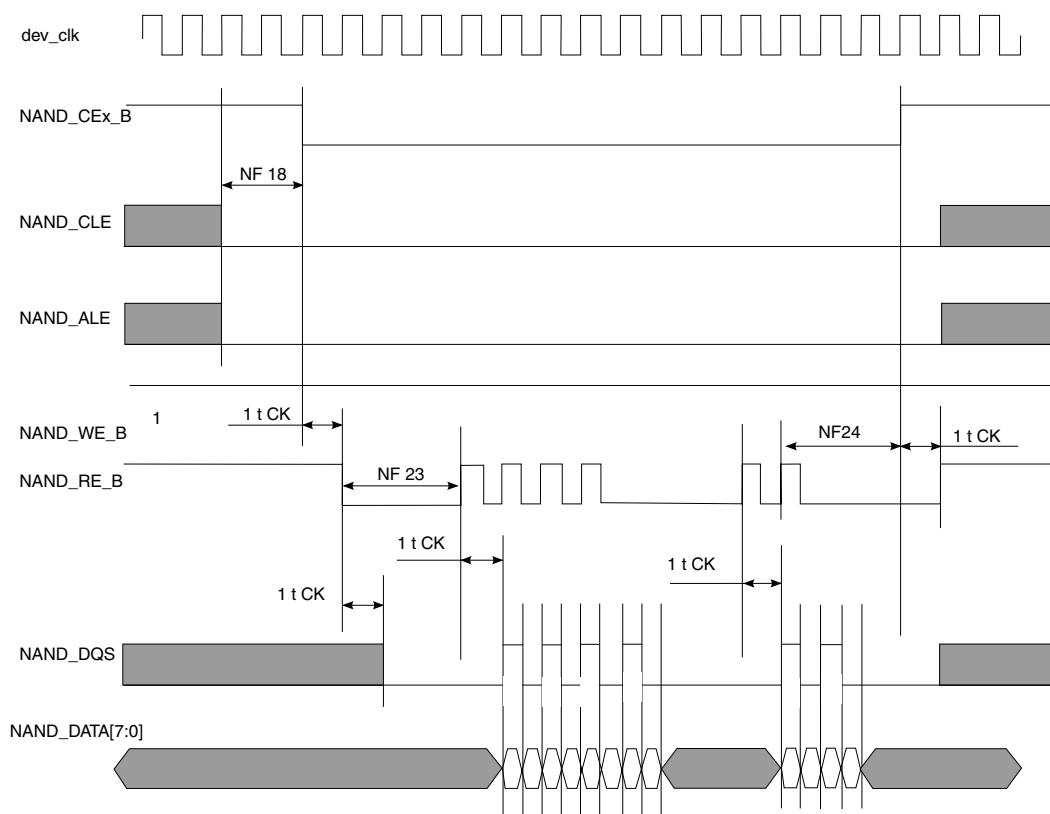 dev_clk
NAND_CEx_B
NF 18
NAND_CLE
NAND_ALE
1
1 t CK
NAND_WE_B
NF24
1 t CK
NAND_RE_B
NF 23
1 t CK
1 t CK
1 t CK
NAND_DQS
NAND_DATA[7:0]